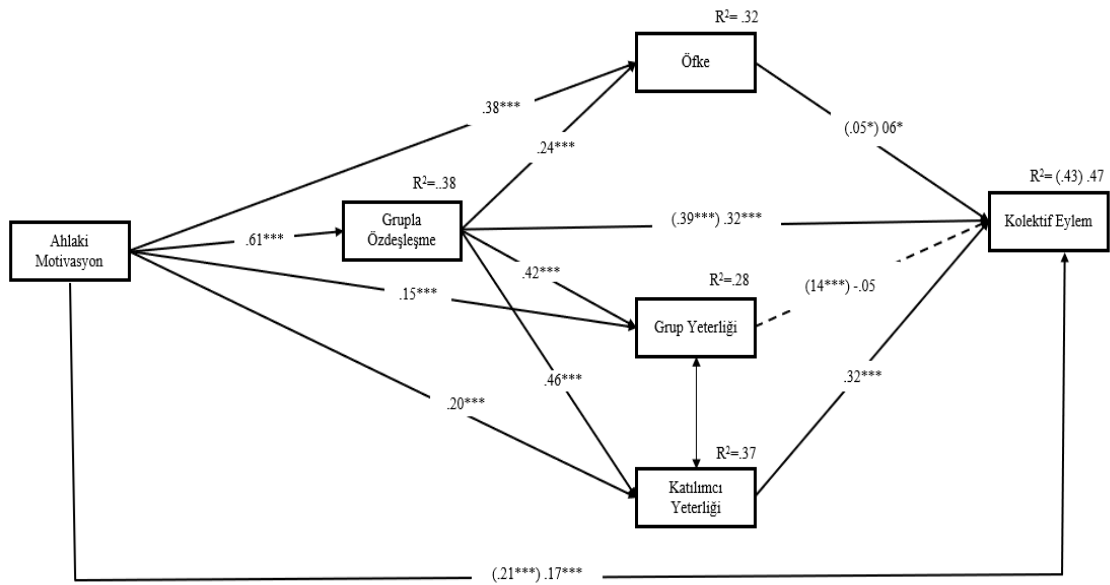 R²= .32
Öfke
.38***
(.05*) 06*
.24***
R²=..38
R²= (.43) .47
Grupla
Özdeşleşme
(.39***) .32***
Kolektif Eylem
Ahlaki
Motivasyon
.61***
.42***
R²=.28
.15***
(14***) -.05
Grup Yeterliği
.46***
.32***
.20***
R²=.37
Katılımcı
Yeterliği
(.21***) .17***